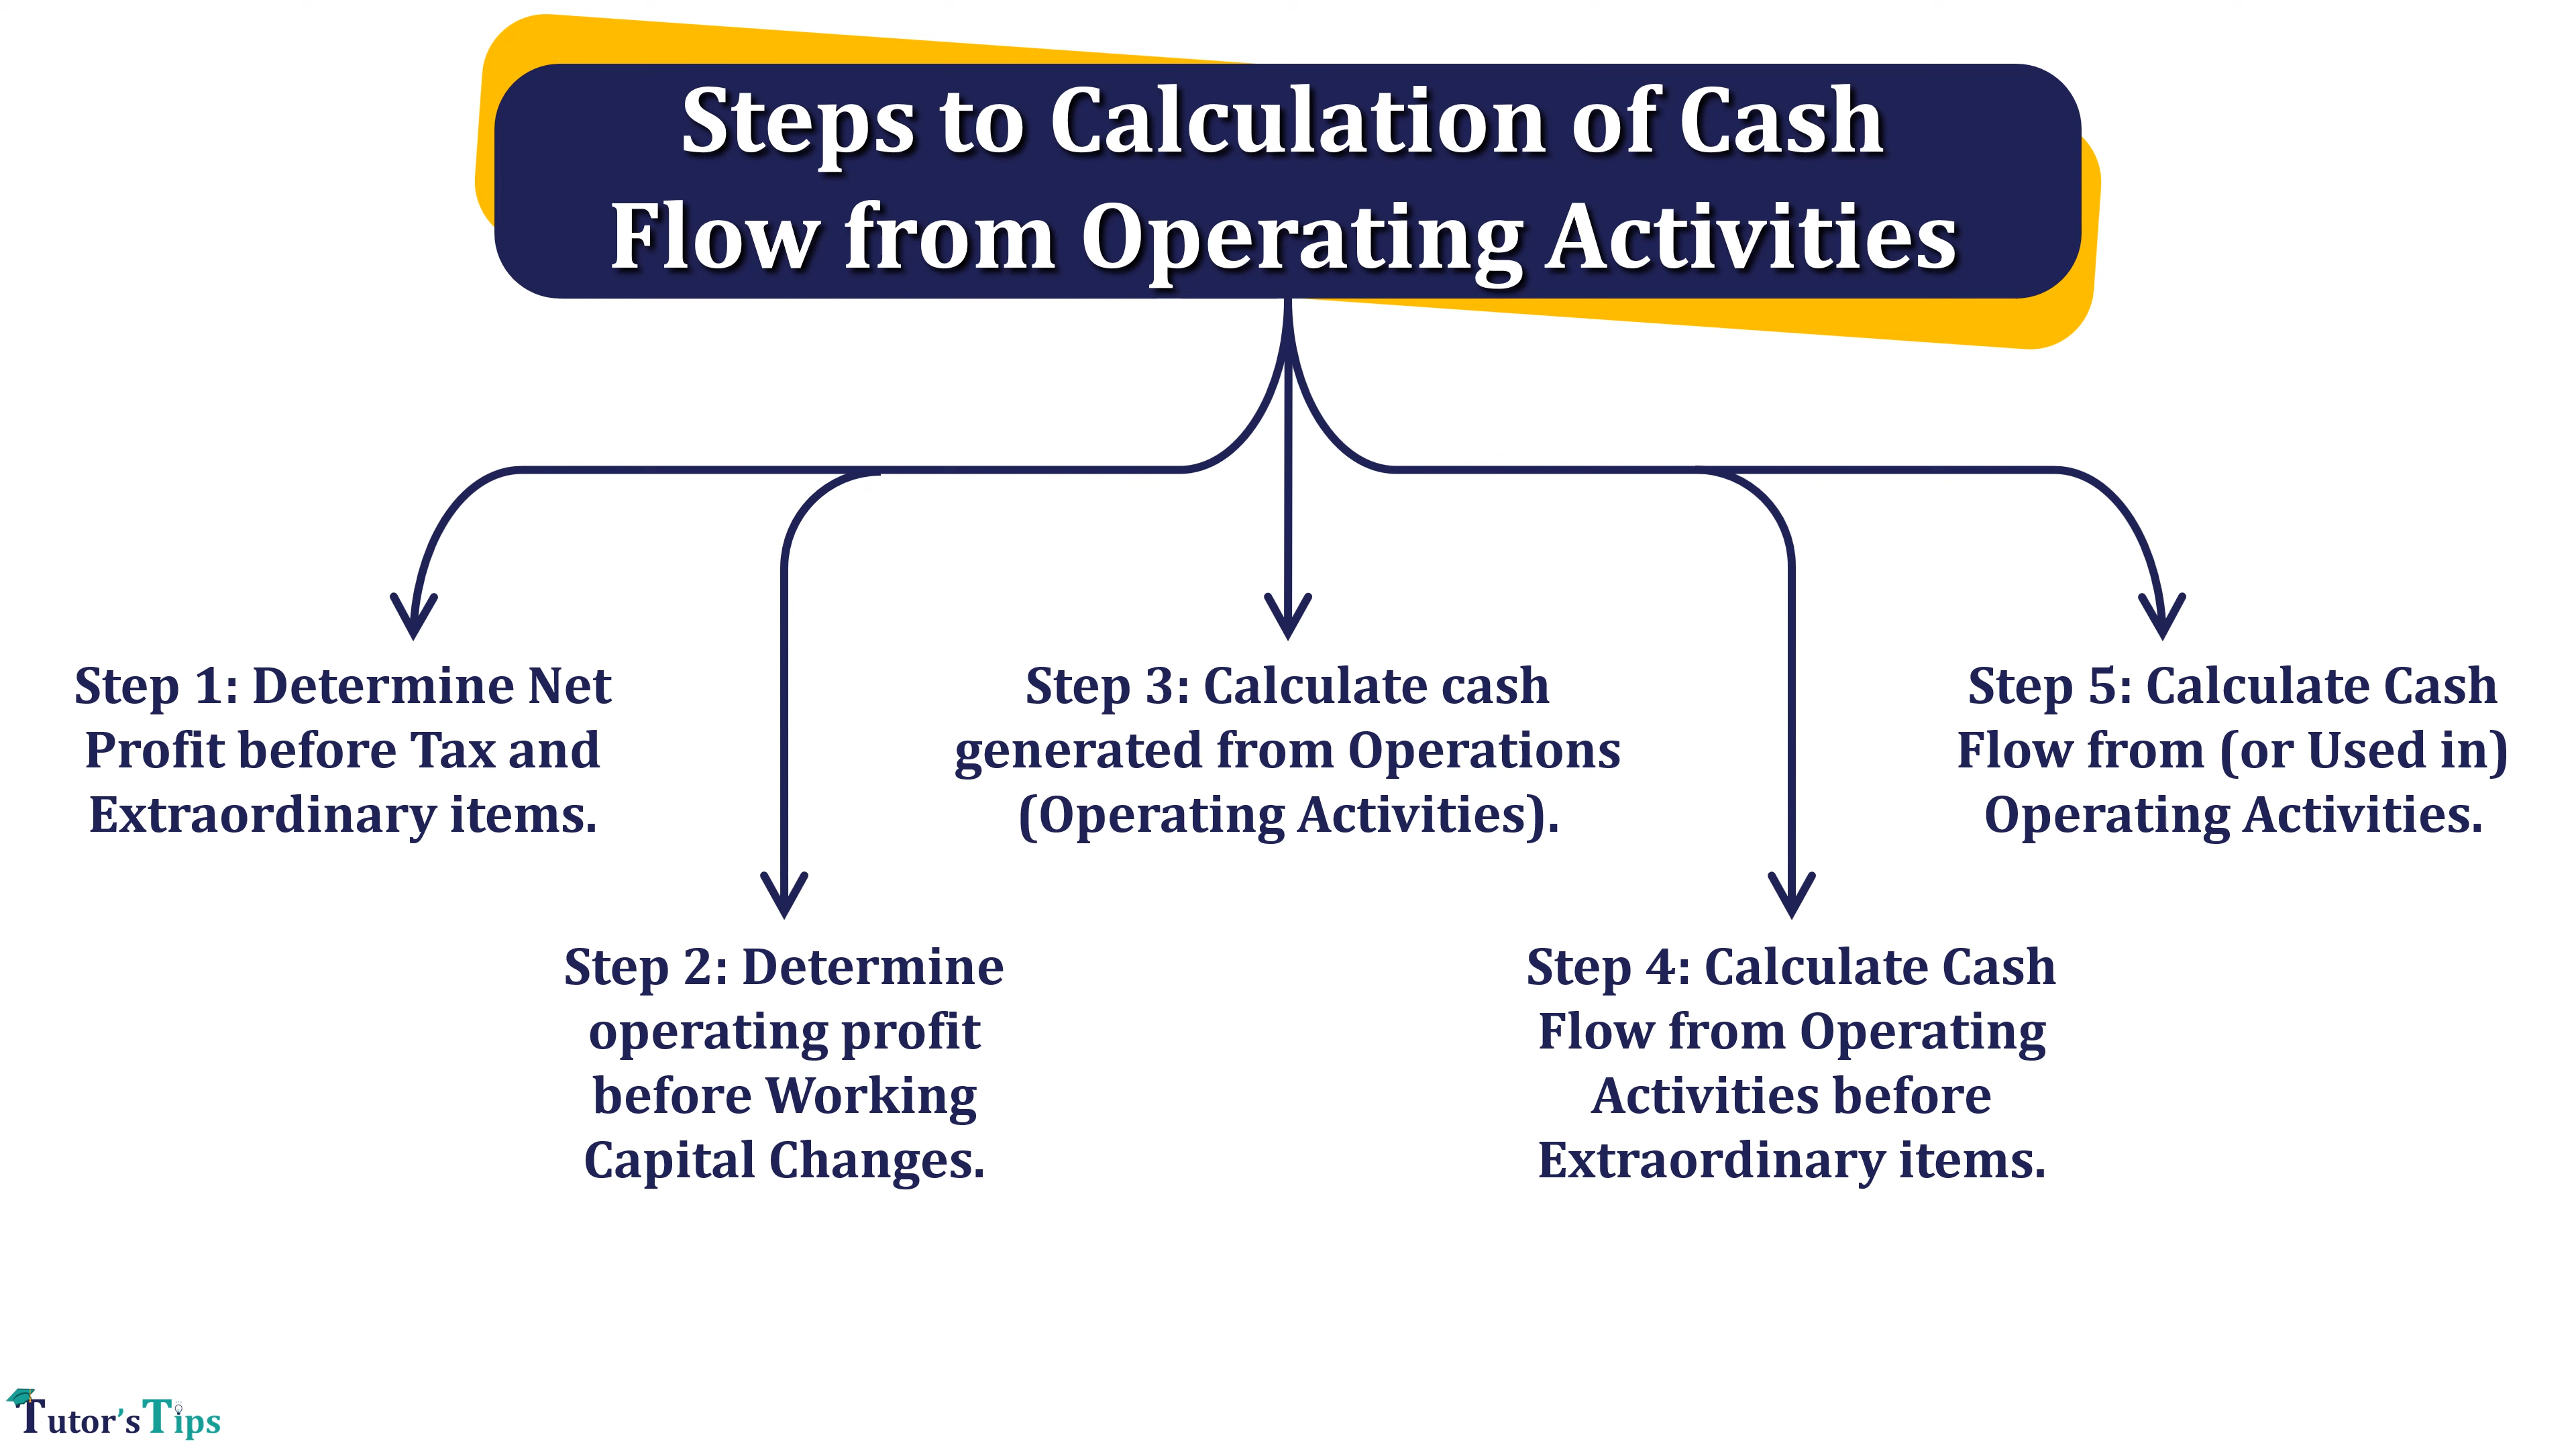 Steps to Calculation of Cash
Flow from Operating Activities
Step 1: Determine Net
Profit before Tax and
Extraordinary items.
Step 2: Determine
operating profit
before Working
Capital Changes.
Step 3: Calculate cash
generated from Operations
(Operating Activities).
Step 4: Calculate Cash
Flow from Operating
Activities before
Extraordinary items.
Step 5: Calculate Cash
Flow from (or Used in)
Operating Activities.
Tutor'sTips